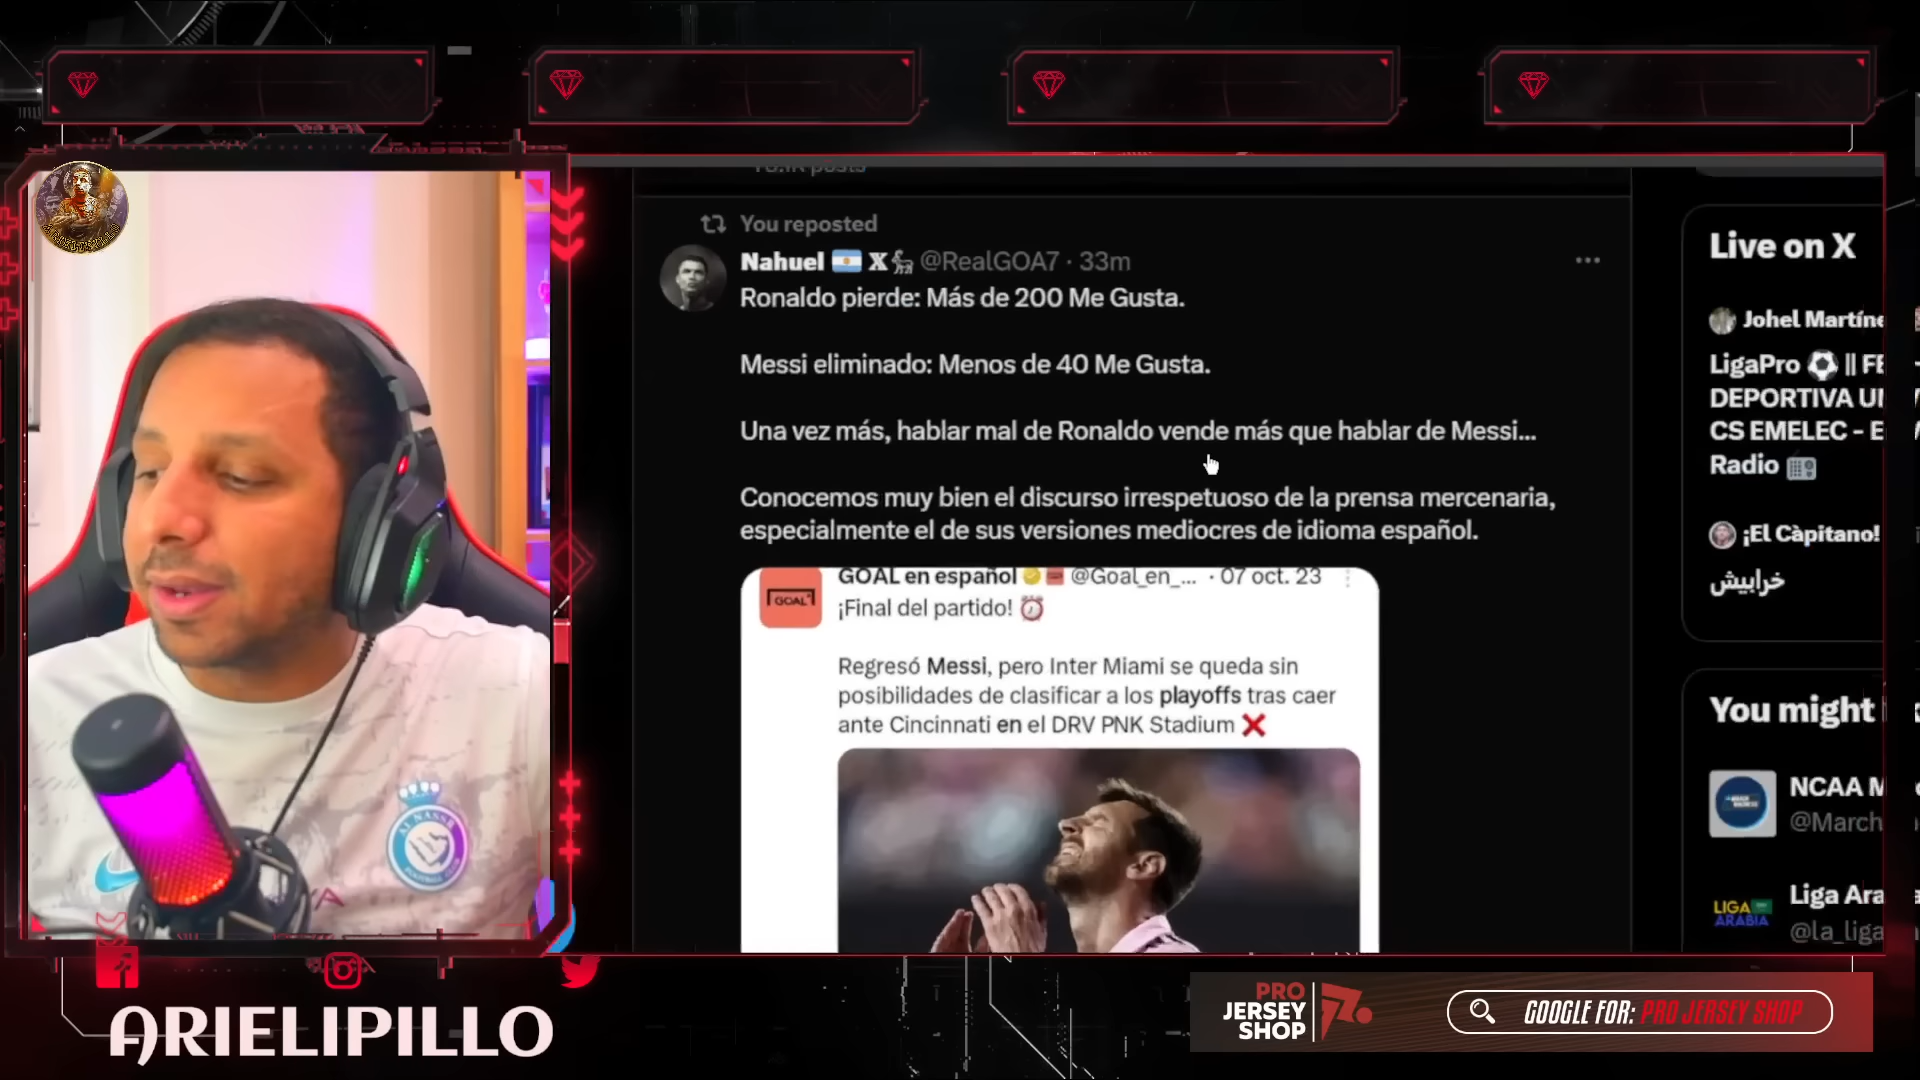 You reposted
Nahuel 🇦🇷 X🐐 @RealGOA7 · 33m
Ronaldo pierde: Más de 200 Me Gusta.
Messi eliminado: Menos de 40 Me Gusta.
Una vez más, hablar mal de Ronaldo vende más que hablar de Messi...
Conocemos muy bien el discurso irrespetuoso de la prensa mercenaria,
especialmente el de sus versiones mediocres de idioma español.
GOAL
GOAL en español @Goal_en_... · 07 oct. 23
¡Final del partido! ⏰
Regresó Messi, pero Inter Miami se queda sin
posibilidades de clasificar a los playoffs tras caer
ante Cincinnati en el DRV PNK Stadium ❌
Live on X
Johel Martíne
LigaPro ⚽ || FE
DEPORTIVA U
CS EMELEC - E
Radio 📻
¡El Càpitano!
خرابيش
You might
NCAA M
@March
LIGA
ARABIA
Liga Ara
@la_liga
AL NASSR
ARIELIPILLO
PRO
JERSEY
SHOP
GOOGLE FOR: PRO JERSEY SHOP